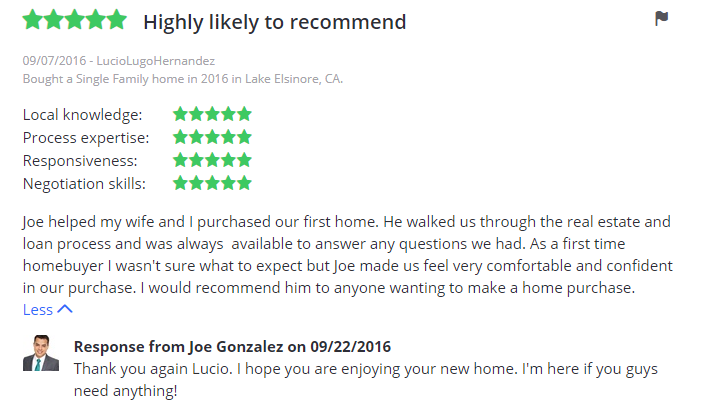 Highly likely to recommend
09/07/2016 - LucioLugoHernandez
Bought a Single Family home in 2016 in Lake Elsinore, CA.
Local knowledge:
Process expertise:
Responsiveness:
Negotiation skills:
Joe helped my wife and I purchased our first home. He walked us through the real estate and
loan process and was always  available to answer any questions we had. As a first time
homebuyer I wasn't sure what to expect but Joe made us feel very comfortable and confident
in our purchase. I would recommend him to anyone wanting to make a home purchase.
Less
Response from Joe Gonzalez on 09/22/2016
Thank you again Lucio. I hope you are enjoying your new home. I'm here if you guys
need anything!